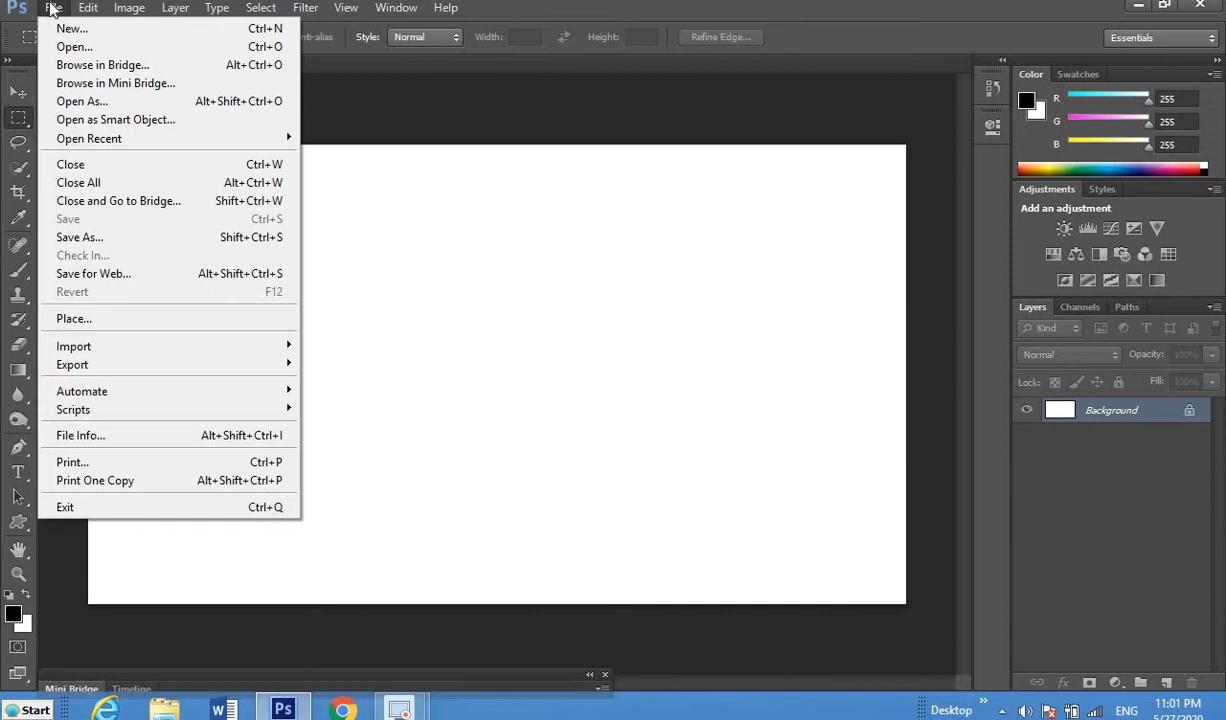 Ps File Edit Image Layer Type Select Filter View Window Help
Anti-alias Style: Normal Width: Height: Refine Edge... Essentials
New... Ctrl+N
Open... Ctrl+O
Browse in Bridge... Alt+Ctrl+O
Browse in Mini Bridge...
Open As... Alt+Shift+Ctrl+O
Open as Smart Object...
Open Recent
Close Ctrl+W
Close All Alt+Ctrl+W
Close and Go to Bridge... Shift+Ctrl+W
Save Ctrl+S
Save As... Shift+Ctrl+S
Check In...
Save for Web... Alt+Shift+Ctrl+S
Revert F12
Place...
Import
Export
Automate
Scripts
File Info... Alt+Shift+Ctrl+I
Print... Ctrl+P
Print One Copy Alt+Shift+Ctrl+P
Exit Ctrl+Q
Color Swatches
R 255
G 255
B 255
Adjustments Styles
Add an adjustment
Layers Channels Paths
Kind
Normal Opacity: 100%
Lock: Fill: 100%
Background
Mini Bridge Timeline
Start Ps Desktop ENG 11:01 PM
5/27/2020